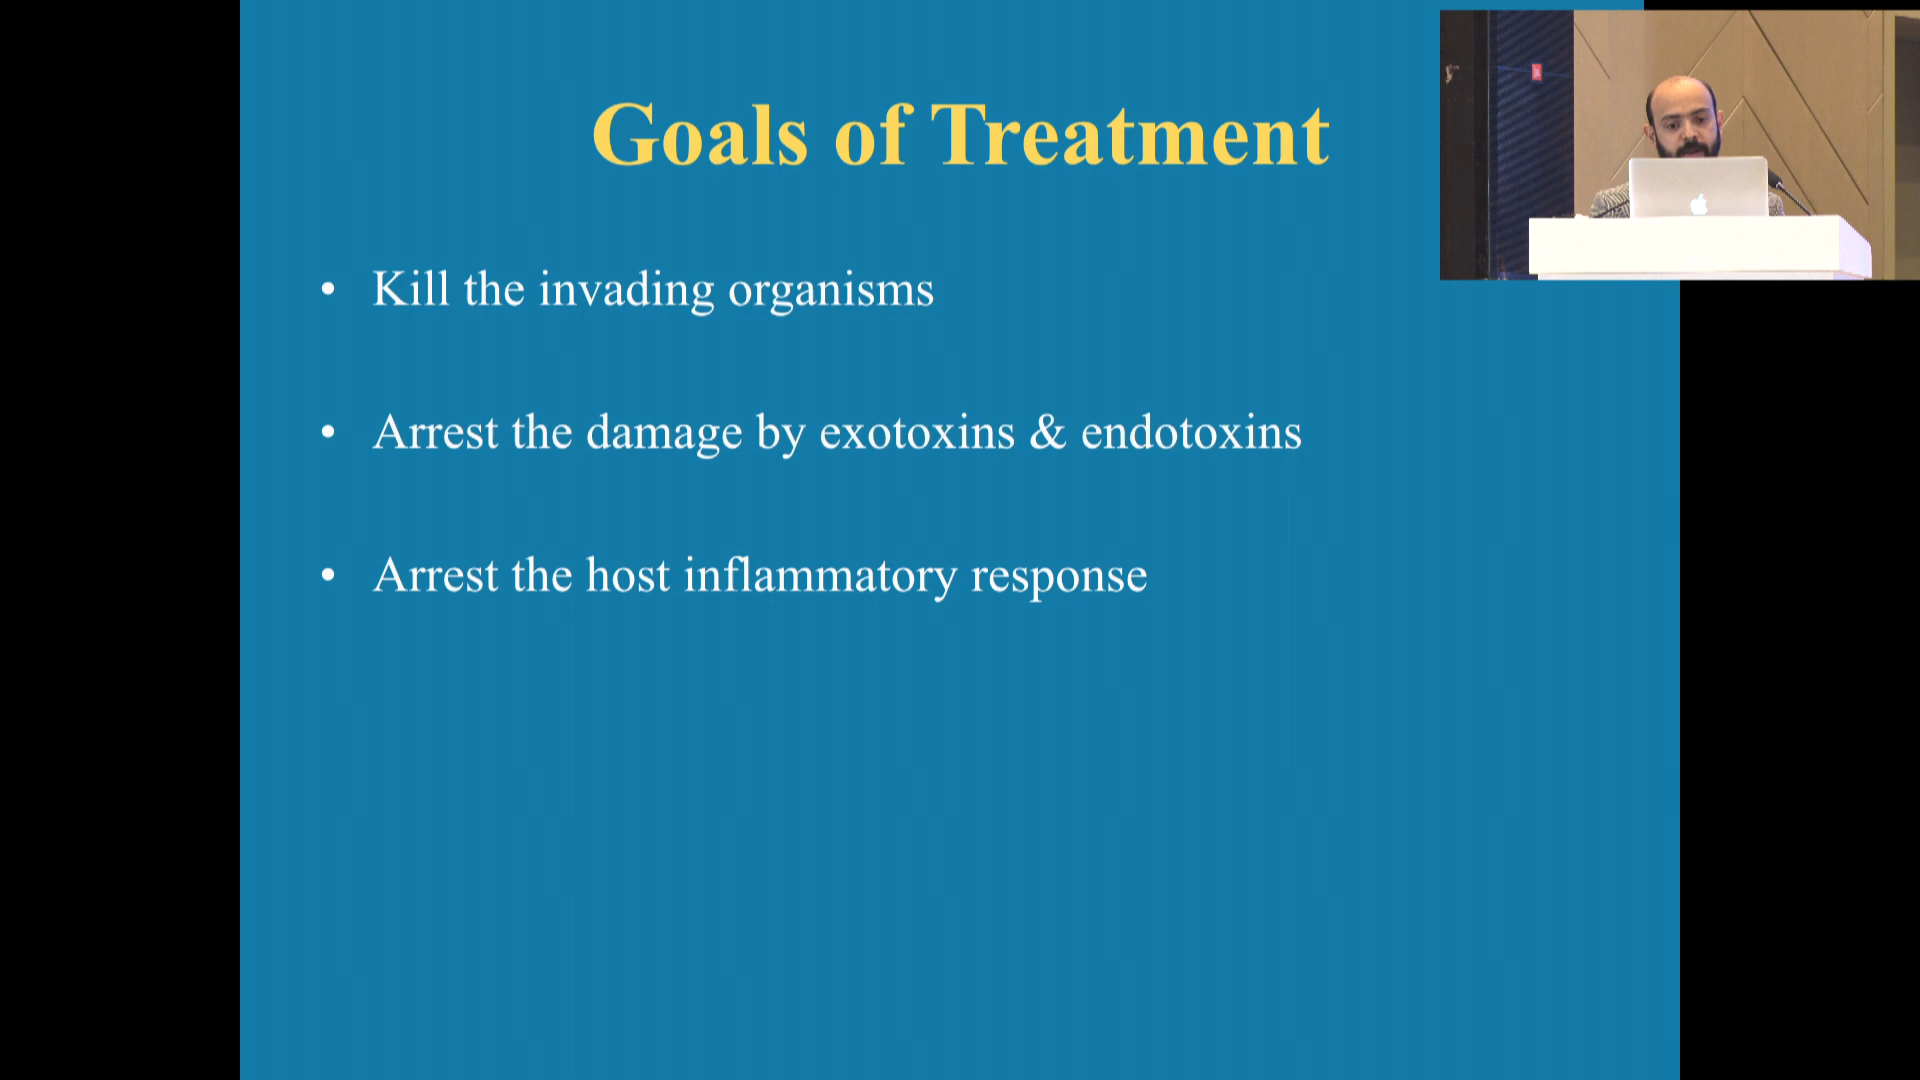 Goals of Treatment
• Kill the invading organisms
• Arrest the damage by exotoxins & endotoxins
• Arrest the host inflammatory response